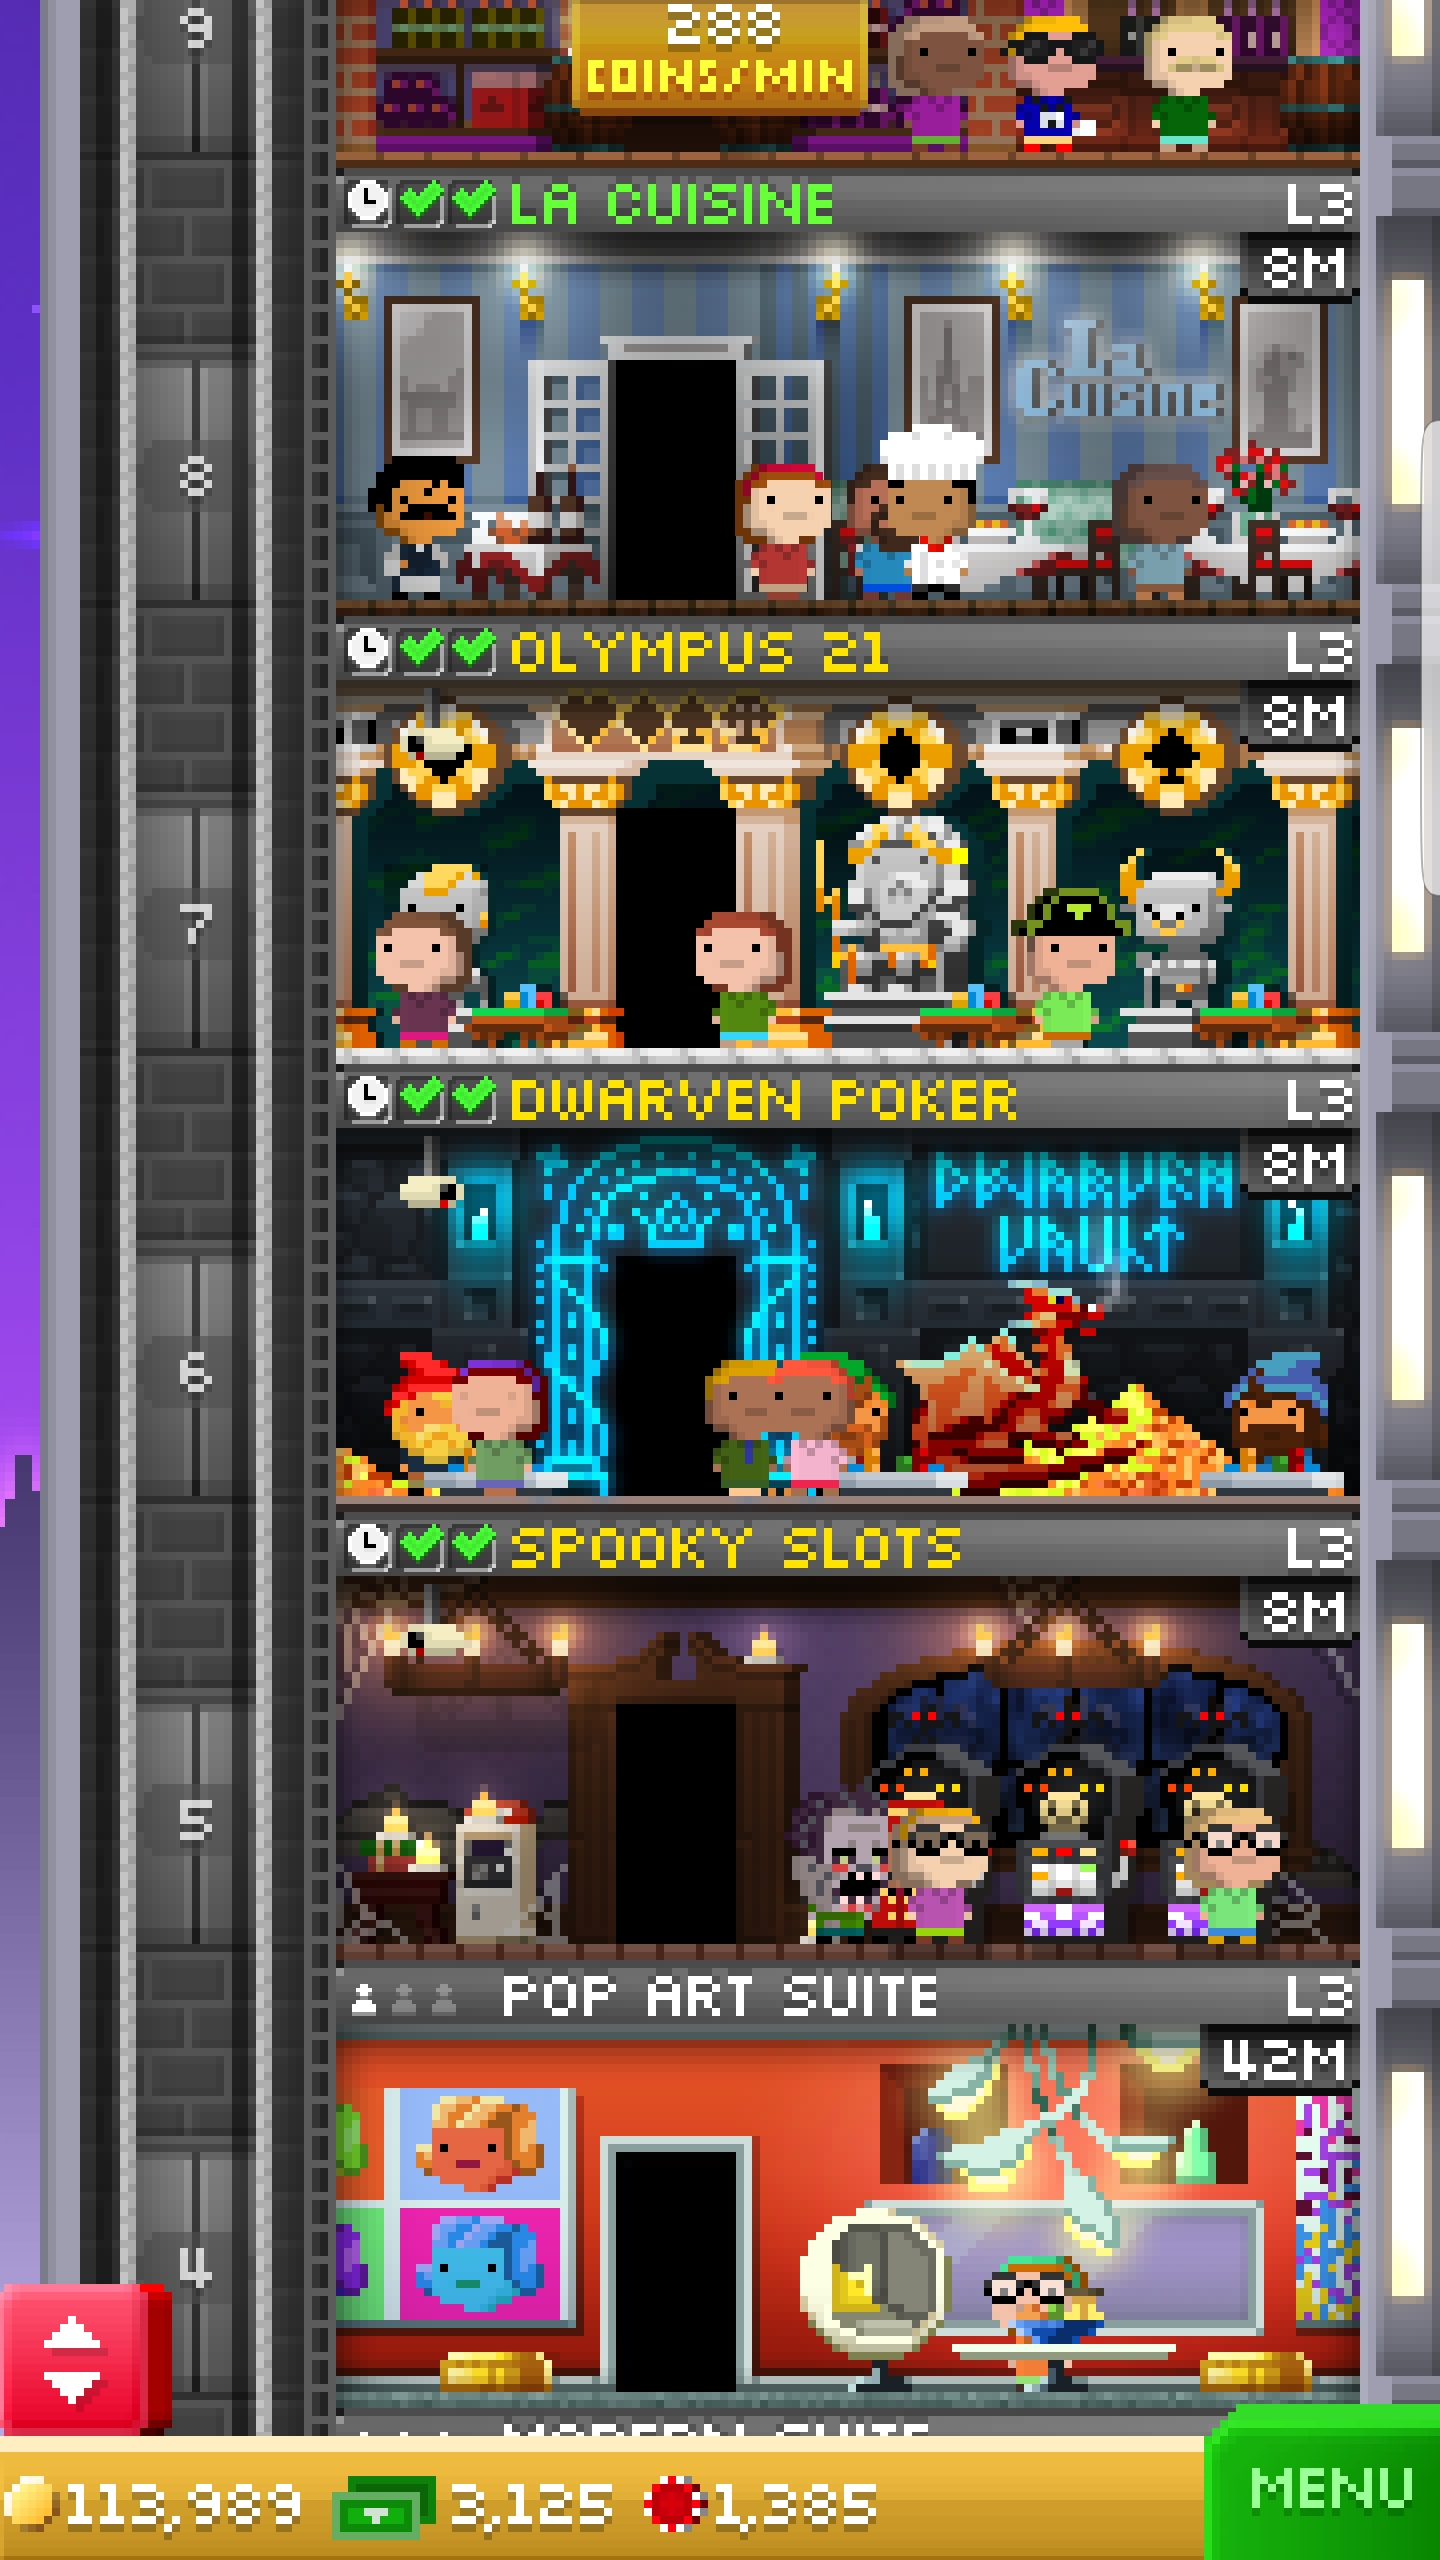 9
288
COINS/MIN
LA CUISINE
L3
8M
La
Cuisine
8
OLYMPUS 21
L3
8M
7
DWARVEN POKER
L3
8M
DWARVEN
VAULT
6
SPOOKY SLOTS
L3
8M
5
POP ART SUITE
L3
42M
4
MODERN SUITE
113,989
3,125
1,385
MENU